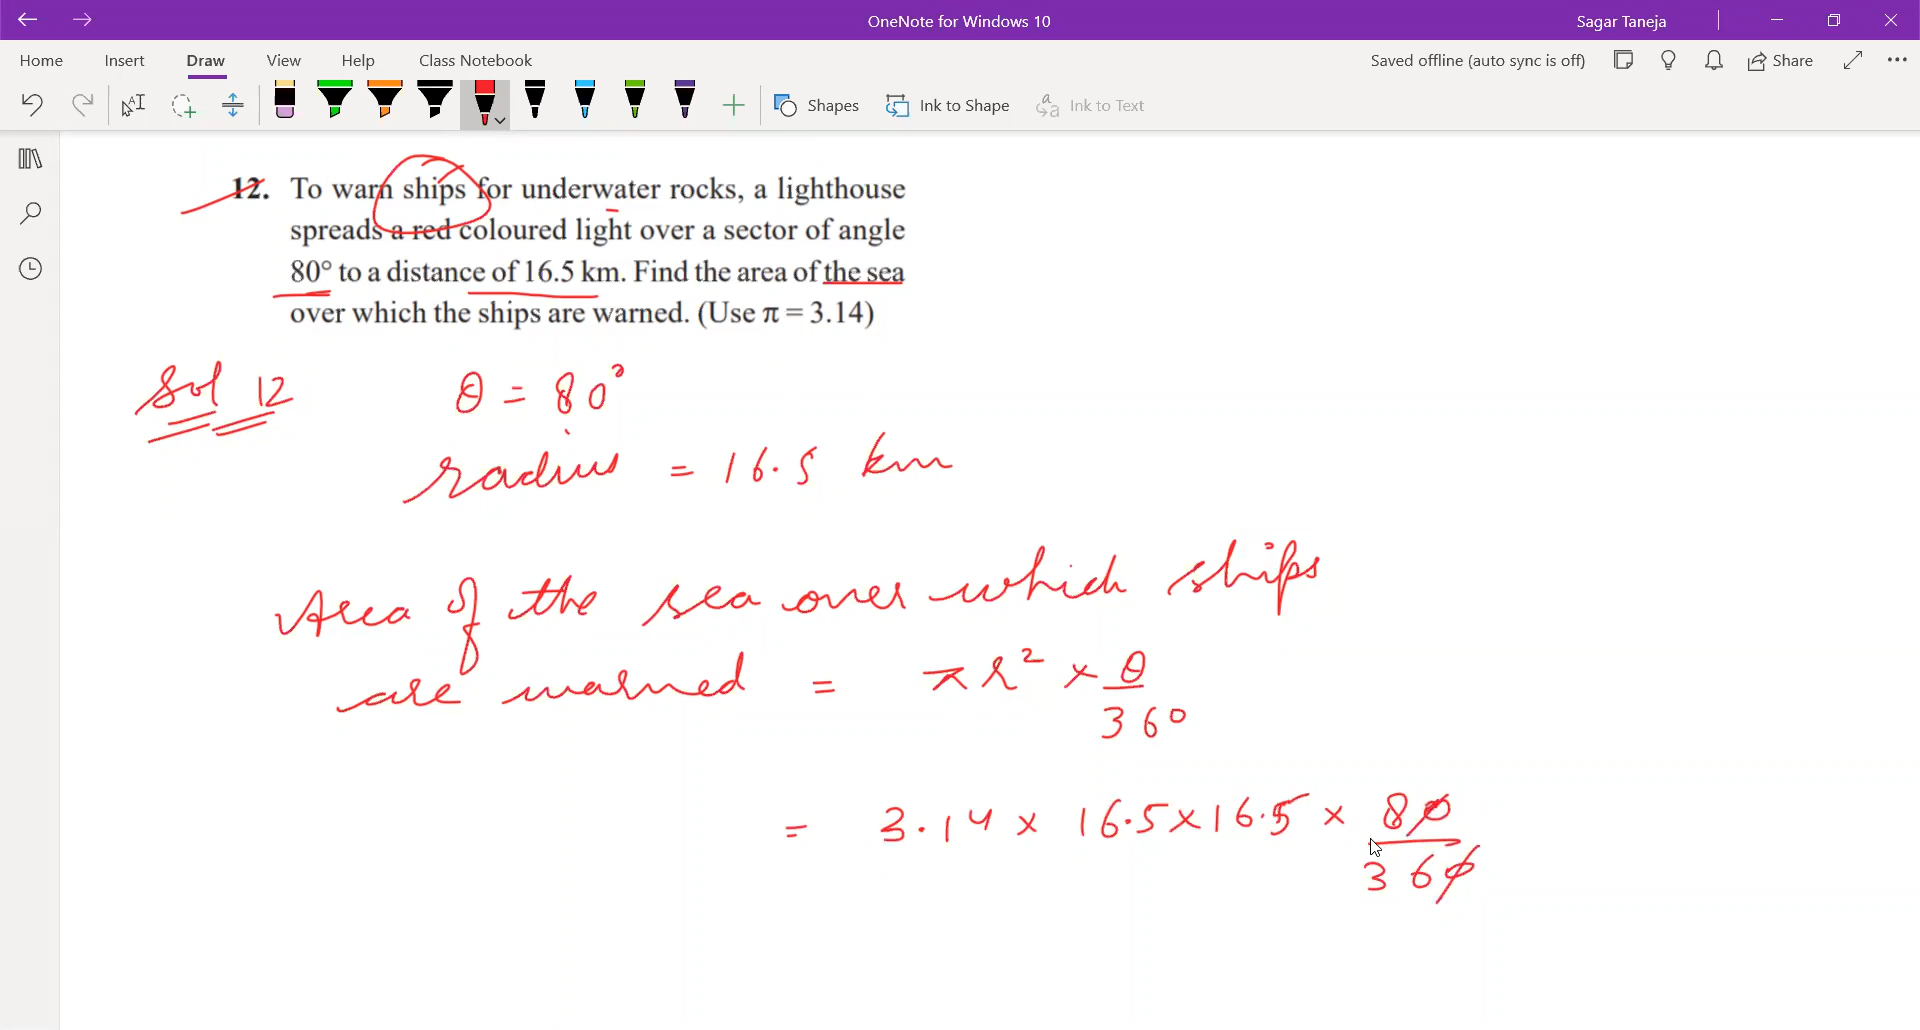 OneNote for Windows 10
Sagar Taneja
Home Insert Draw View Help Class Notebook
Saved offline (auto sync is off) Share
Shapes Ink to Shape Ink to Text
12. To warn ships for underwater rocks, a lighthouse
spreads a red coloured light over a sector of angle
80° to a distance of 16.5 km. Find the area of the sea
over which the ships are warned. (Use π = 3.14)
Sol 12 θ = 80°
radius = 16.5 km
Area of the sea over which ships
are warned = πr² × θ/360
= 3.14 × 16.5 × 16.5 × 80/360